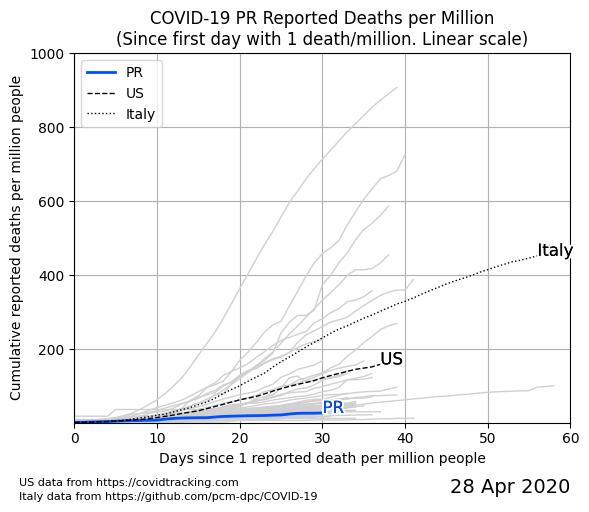 COVID-19 PR Reported Deaths per Million
(Since first day with 1 death/million. Linear scale)
1000
800
600
400
200
Cumulative reported deaths per million people
PR
US
Italy
Italy
US
PR
0 10 20 30 40 50 60
Days since 1 reported death per million people
US data from https://covidtracking.com
Italy data from https://github.com/pcm-dpc/COVID-19
28 Apr 2020